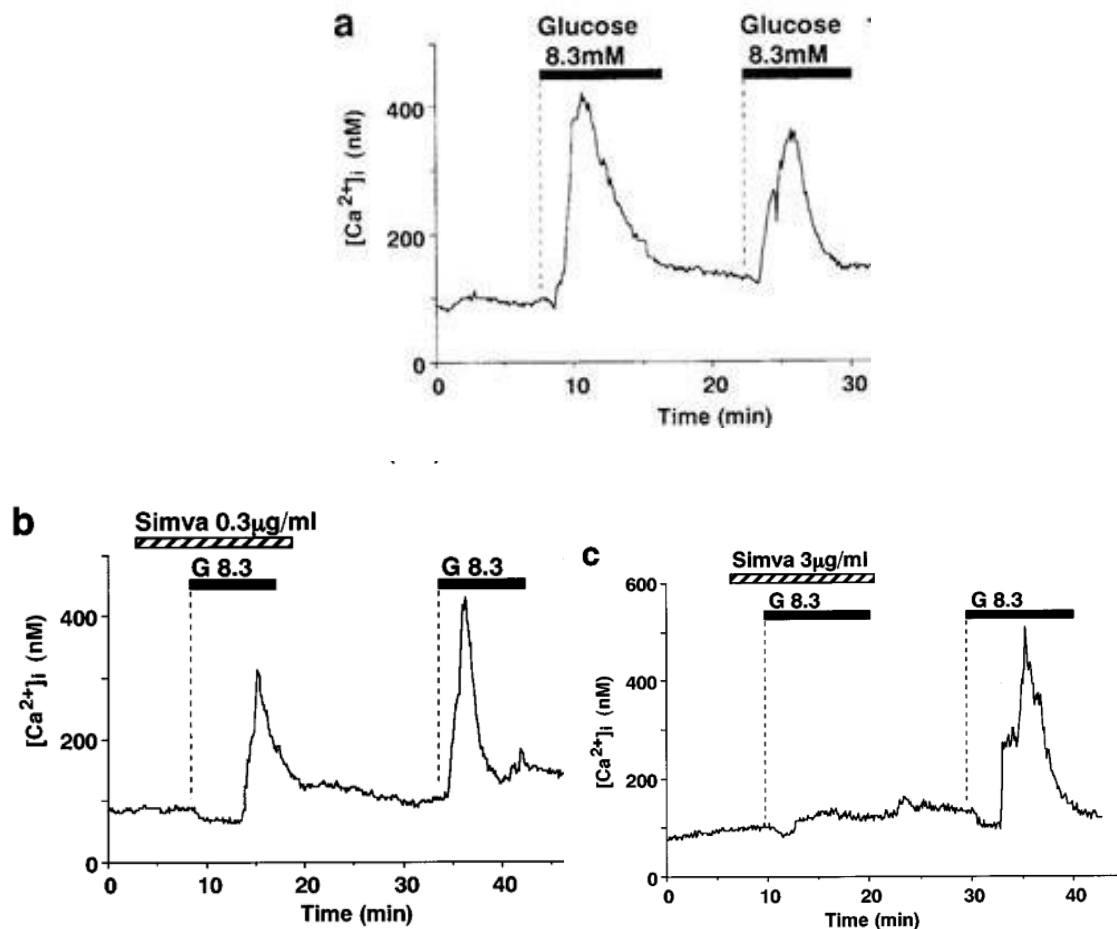 a
Glucose
8.3mM
Glucose
8.3mM
[Ca2+]i (nM)
400
200
0
0
10
20
30
Time (min)
b
Simva 0.3μg/ml
G 8.3
G 8.3
[Ca2+]i (nM)
400
200
0
0
10
20
30
40
Time (min)
c
Simva 3μg/ml
G 8.3
G 8.3
[Ca2+]i (nM)
600
400
200
0
0
10
20
30
40
Time (min)